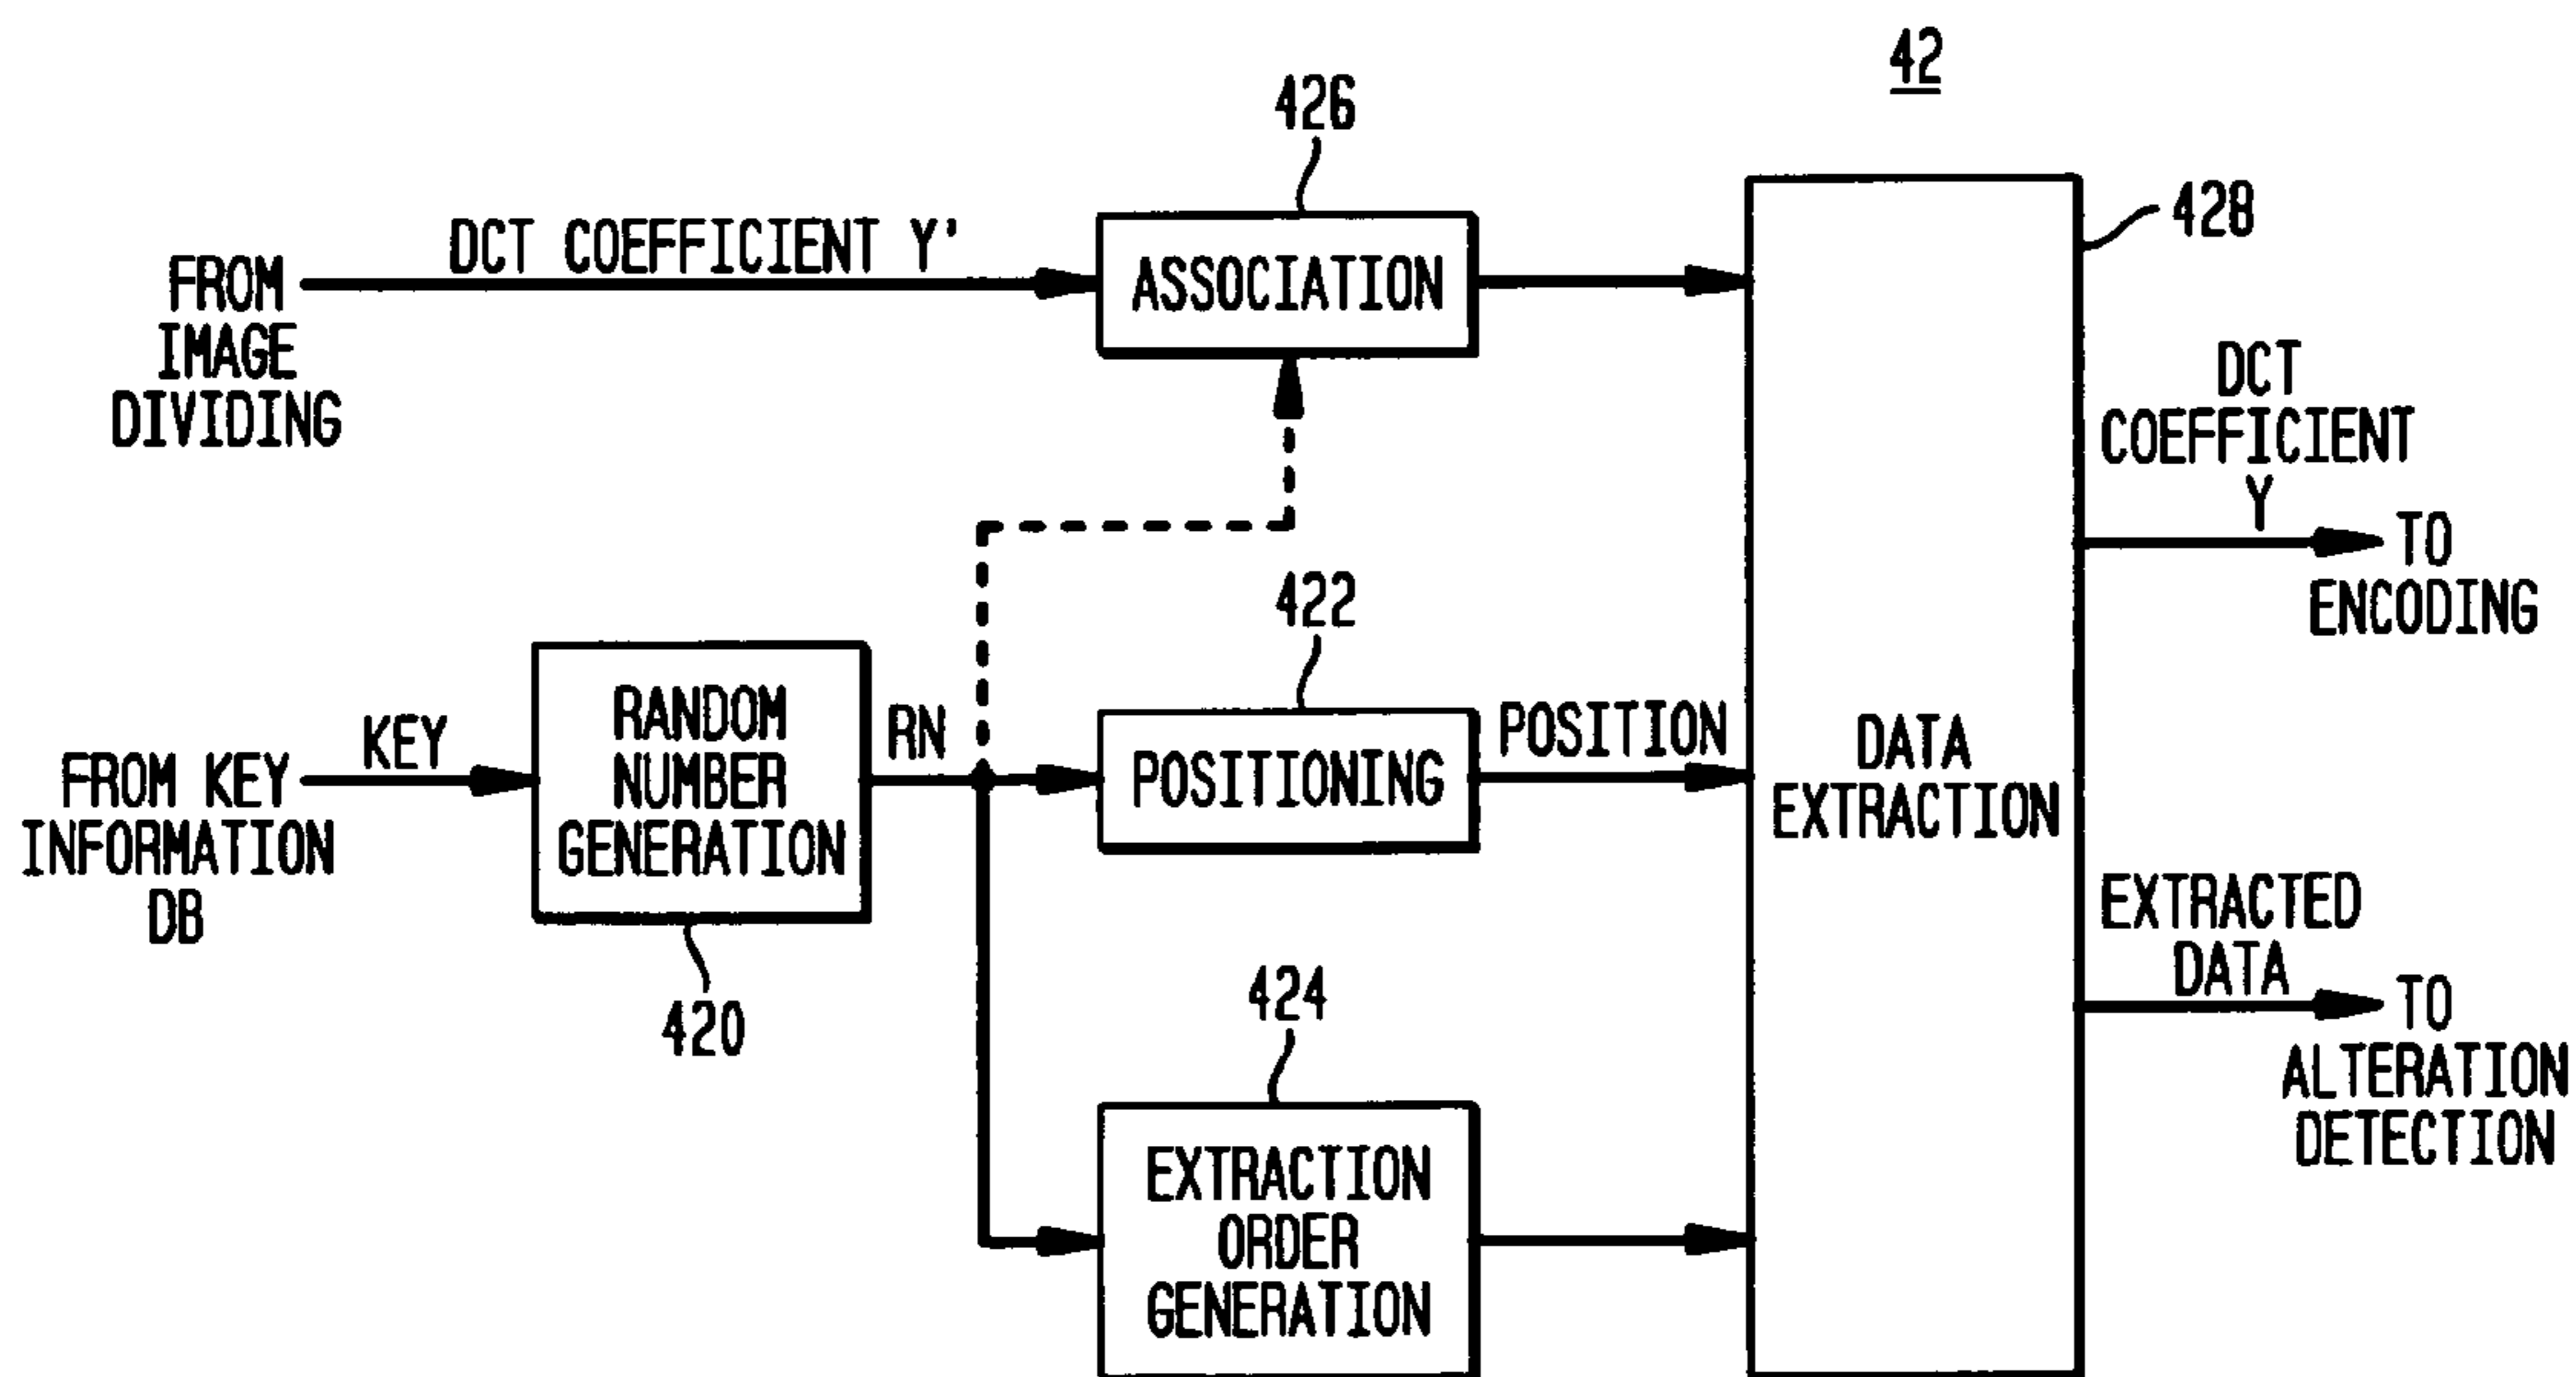 42
426
DCT COEFFICIENT Y'
FROM
IMAGE
DIVIDING
ASSOCIATION
428
DCT
COEFFICIENT
Y
TO
ENCODING
422
FROM KEY
INFORMATION
DB
KEY
RANDOM
NUMBER
GENERATION
420
RN
POSITIONING
POSITION
DATA
EXTRACTION
EXTRACTED
DATA
TO
ALTERATION
DETECTION
424
EXTRACTION
ORDER
GENERATION